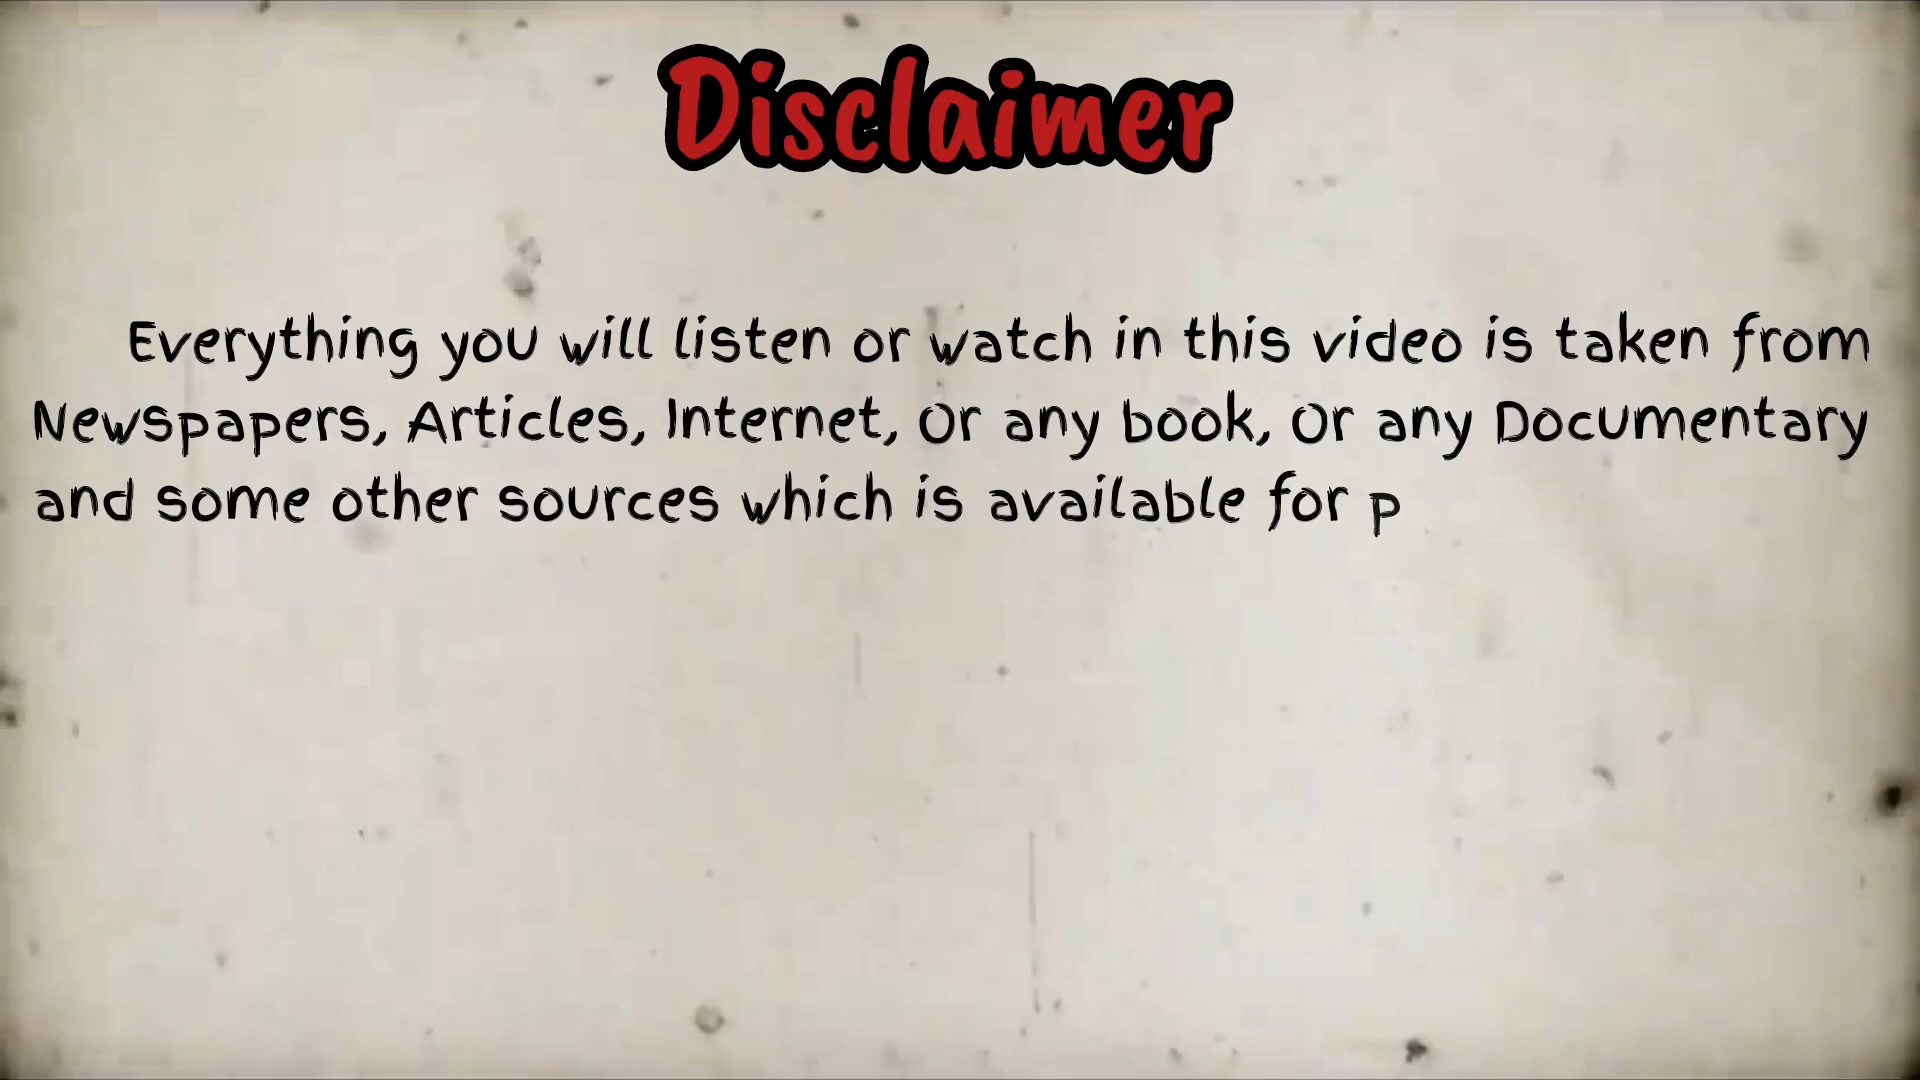 Disclaimer
Everything you will listen or watch in this video is taken from
Newspapers, Articles, Internet, Or any book, Or any Documentary
and some other sources which is available for p